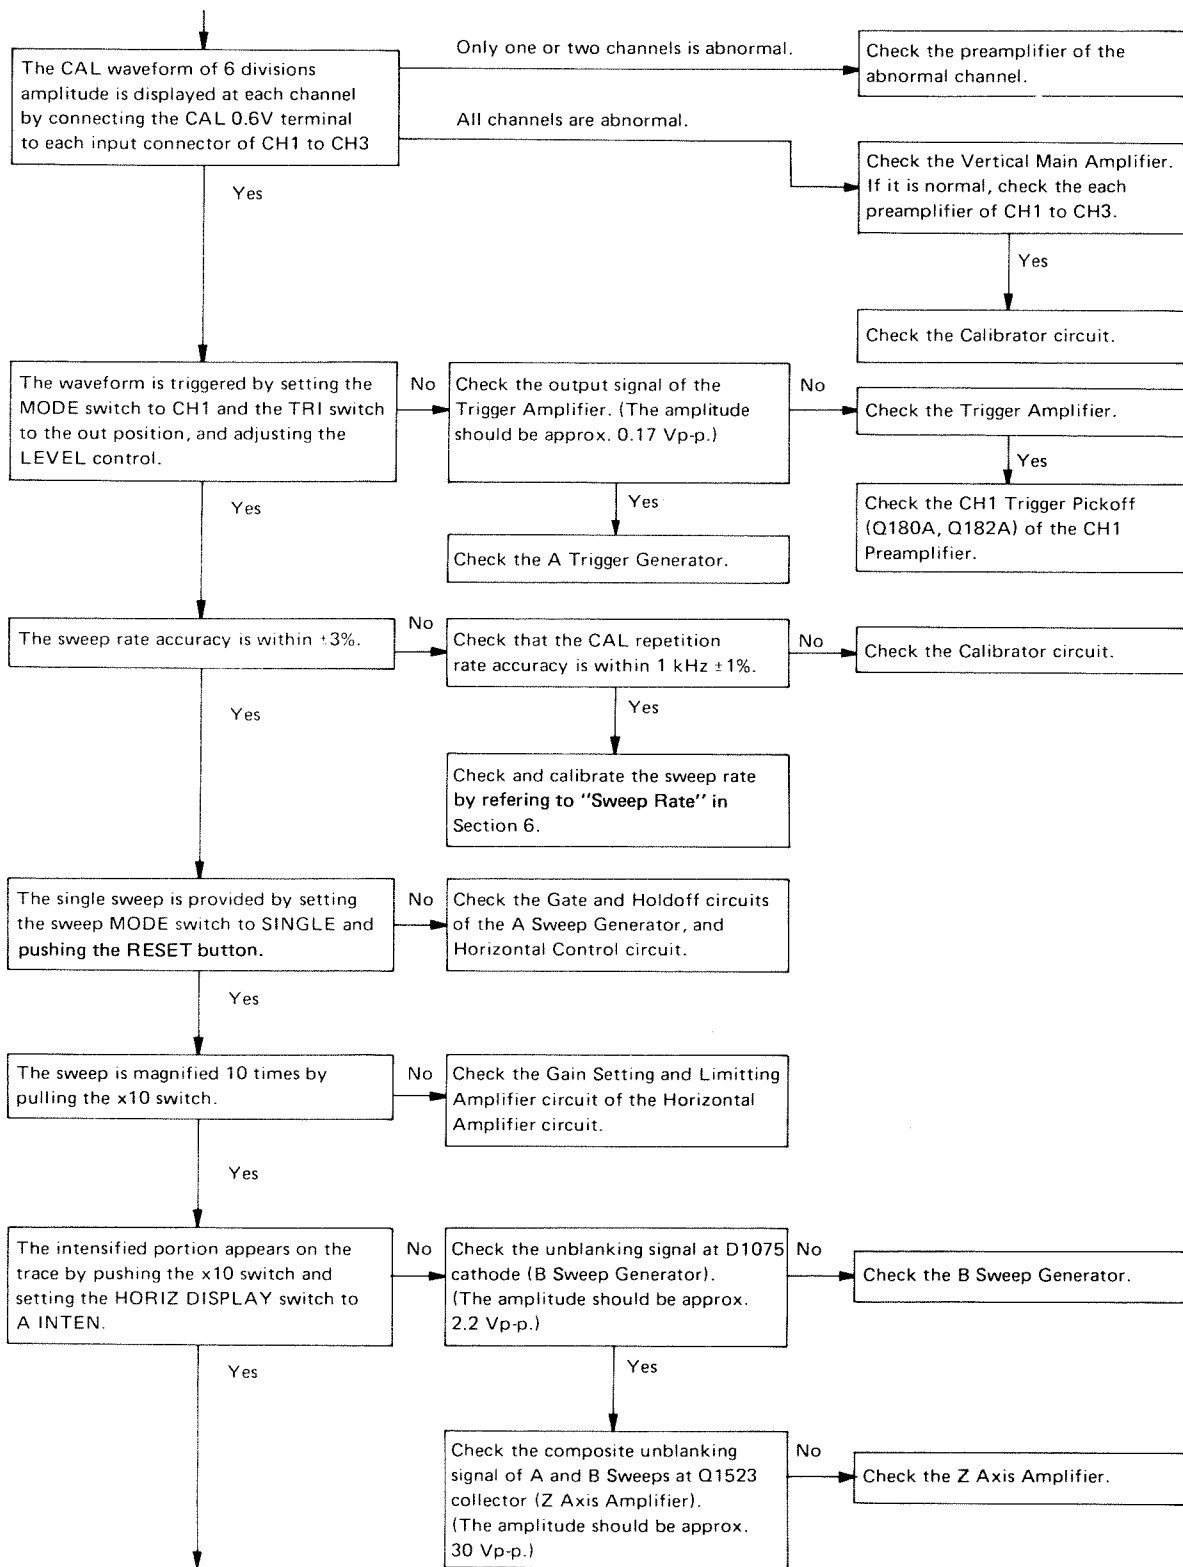 Only one or two channels is abnormal.
Check the preamplifier of the
abnormal channel.
The CAL waveform of 6 divisions
amplitude is displayed at each channel
by connecting the CAL 0.6V terminal
to each input connector of CH1 to CH3
All channels are abnormal.
Check the Vertical Main Amplifier.
If it is normal, check the each
preamplifier of CH1 to CH3.
Yes
Yes
Check the Calibrator circuit.
The waveform is triggered by setting the
MODE switch to CH1 and the TRI switch
to the out position, and adjusting the
LEVEL control.
No
Check the output signal of the
Trigger Amplifier. (The amplitude
should be approx. 0.17 Vp-p.)
No
Check the Trigger Amplifier.
Yes
Yes
Yes
Check the CH1 Trigger Pickoff
(Q180A, Q182A) of the CH1
Preamplifier.
Check the A Trigger Generator.
The sweep rate accuracy is within ±3%.
No
Check that the CAL repetition
rate accuracy is within 1 kHz ±1%.
No
Check the Calibrator circuit.
Yes
Yes
Check and calibrate the sweep rate
by refering to "Sweep Rate" in
Section 6.
The single sweep is provided by setting
the sweep MODE switch to SINGLE and
pushing the RESET button.
No
Check the Gate and Holdoff circuits
of the A Sweep Generator, and
Horizontal Control circuit.
Yes
The sweep is magnified 10 times by
pulling the x10 switch.
No
Check the Gain Setting and Limitting
Amplifier circuit of the Horizontal
Amplifier circuit.
Yes
The intensified portion appears on the
trace by pushing the x10 switch and
setting the HORIZ DISPLAY switch to
A INTEN.
No
Check the unblanking signal at D1075
cathode (B Sweep Generator).
(The amplitude should be approx.
2.2 Vp-p.)
No
Check the B Sweep Generator.
Yes
Yes
Check the composite unblanking
signal of A and B Sweeps at Q1523
collector (Z Axis Amplifier).
(The amplitude should be approx.
30 Vp-p.)
No
Check the Z Axis Amplifier.